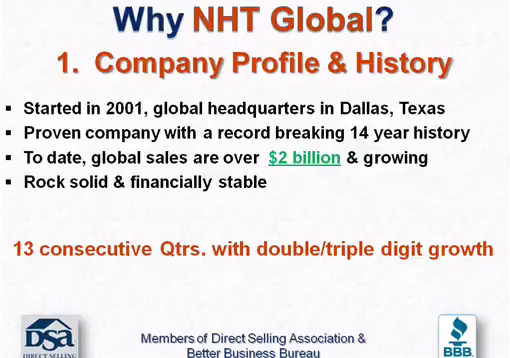 Why NHT Global?
1. Company Profile & History
▪ Started in 2001, global headquarters in Dallas, Texas
▪ Proven company with a record breaking 14 year history
▪ To date, global sales are over $2 billion & growing
▪ Rock solid & financially stable
13 consecutive Qtrs. with double/triple digit growth
DSA
DIRECT SELLING
Members of Direct Selling Association &
Better Business Bureau
BBB.